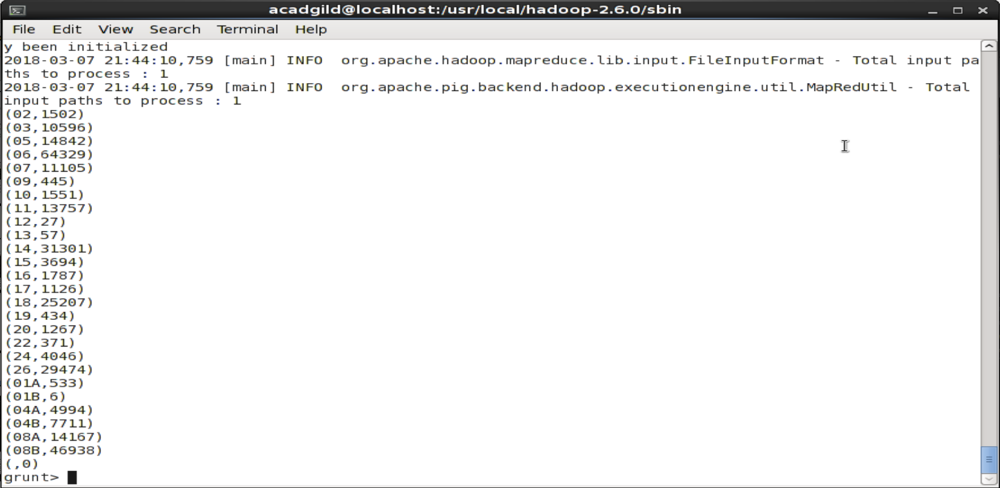 acadgild@localhost:/usr/local/hadoop-2.6.0/sbin
File Edit View Search Terminal Help
y been initialized
2018-03-07 21:44:10,759 [main] INFO  org.apache.hadoop.mapreduce.lib.input.FileInputFormat - Total input pa
ths to process : 1
2018-03-07 21:44:10,759 [main] INFO  org.apache.pig.backend.hadoop.executionengine.util.MapRedUtil - Total
input paths to process : 1
(02,1502)
(03,10596)
(05,14842)
(06,64329)
(07,11105)
(09,445)
(10,1551)
(11,13757)
(12,27)
(13,57)
(14,31301)
(15,3694)
(16,1787)
(17,1126)
(18,25207)
(19,434)
(20,1267)
(22,371)
(24,4046)
(26,29474)
(01A,533)
(01B,6)
(04A,4994)
(04B,7711)
(08A,14167)
(08B,46938)
(,0)
grunt>